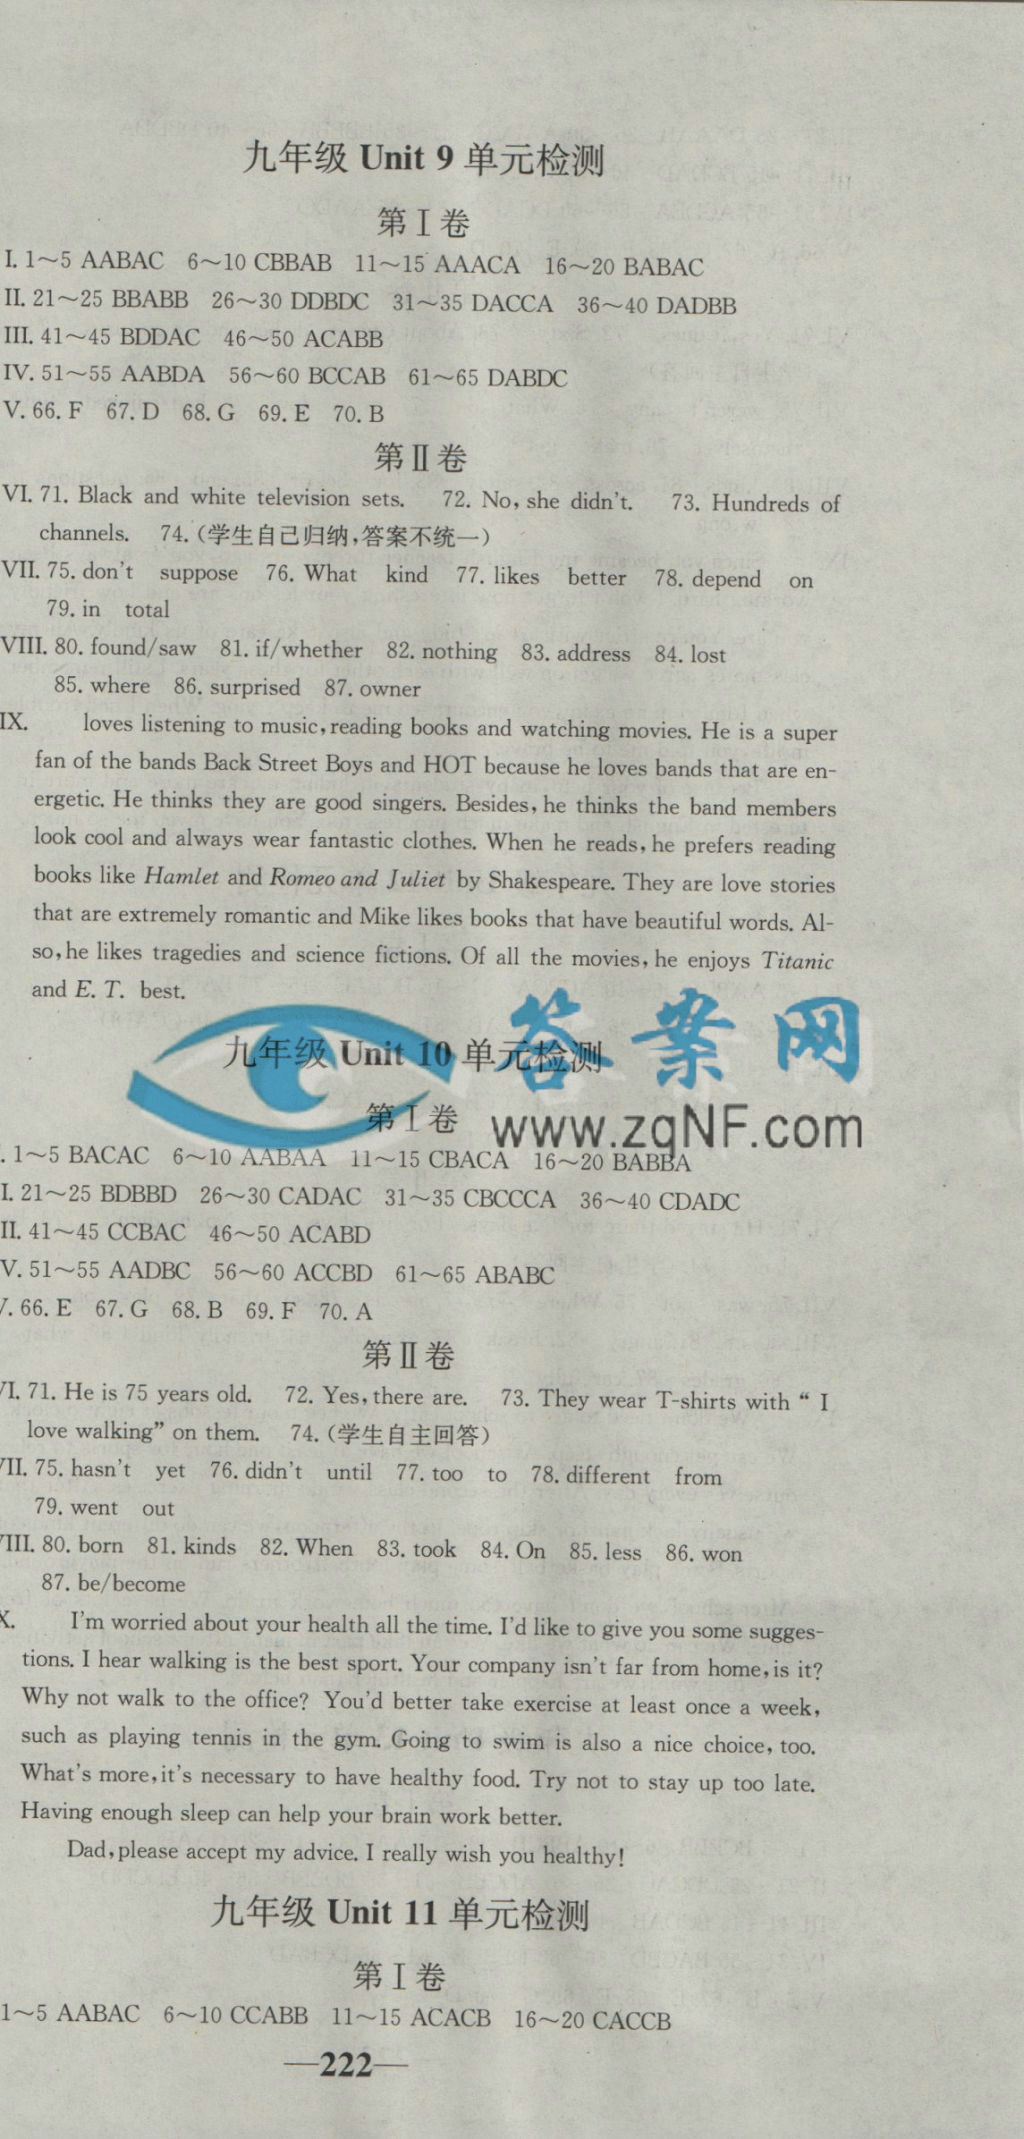 九年级 Unit 9 单元检测
第Ⅰ卷
I. 1～5 AABAC 6～10 CBBAB 11～15 AAACA 16～20 BABAC
II. 21～25 BBABB 26～30 DDBDC 31～35 DACCA 36～40 DADBB
III. 41～45 BDDAC 46～50 ACABB
IV. 51～55 AABDA 56～60 BCCAB 61～65 DABDC
V. 66. F 67. D 68. G 69. E 70. B
第Ⅱ卷
VI. 71. Black and white television sets. 72. No, she didn't. 73. Hundreds of
channels. 74. (学生自己归纳,答案不统一)
VII. 75. don't suppose 76. What kind 77. likes better 78. depend on
79. in total
VIII. 80. found/saw 81. if/whether 82. nothing 83. address 84. lost
85. where 86. surprised 87. owner
IX. loves listening to music, reading books and watching movies. He is a super
fan of the bands Back Street Boys and HOT because he loves bands that are en-
ergetic. He thinks they are good singers. Besides, he thinks the band members
look cool and always wear fantastic clothes. When he reads, he prefers reading
books like Hamlet and Romeo and Juliet by Shakespeare. They are love stories
that are extremely romantic and Mike likes books that have beautiful words. Al-
so, he likes tragedies and science fictions. Of all the movies, he enjoys Titanic
and E. T. best.
答案网
九年级 Unit 10 单元检测
www.zqNF.com
第Ⅰ卷
. 1～5 BACAC 6～10 AABAA 11～15 CBACA 16～20 BABBA
I. 21～25 BDBBD 26～30 CADAC 31～35 CBCCCA 36～40 CDADC
II. 41～45 CCBAC 46～50 ACABD
V. 51～55 AADBC 56～60 ACCBD 61～65 ABABC
V. 66. E 67. G 68. B 69. F 70. A
第Ⅱ卷
VI. 71. He is 75 years old. 72. Yes, there are. 73. They wear T-shirts with “ I
love walking” on them. 74. (学生自主回答)
VII. 75. hasn't yet 76. didn't until 77. too to 78. different from
79. went out
VIII. 80. born 81. kinds 82. When 83. took 84. On 85. less 86. won
87. be/become
X. I'm worried about your health all the time. I'd like to give you some sugges-
tions. I hear walking is the best sport. Your company isn't far from home, is it?
Why not walk to the office? You'd better take exercise at least once a week,
such as playing tennis in the gym. Going to swim is also a nice choice, too.
What's more, it's necessary to have healthy food. Try not to stay up too late.
Having enough sleep can help your brain work better.
Dad, please accept my advice. I really wish you healthy!
九年级 Unit 11 单元检测
第Ⅰ卷
1～5 AABAC 6～10 CCABB 11～15 ACACB 16～20 CACCB
—222—